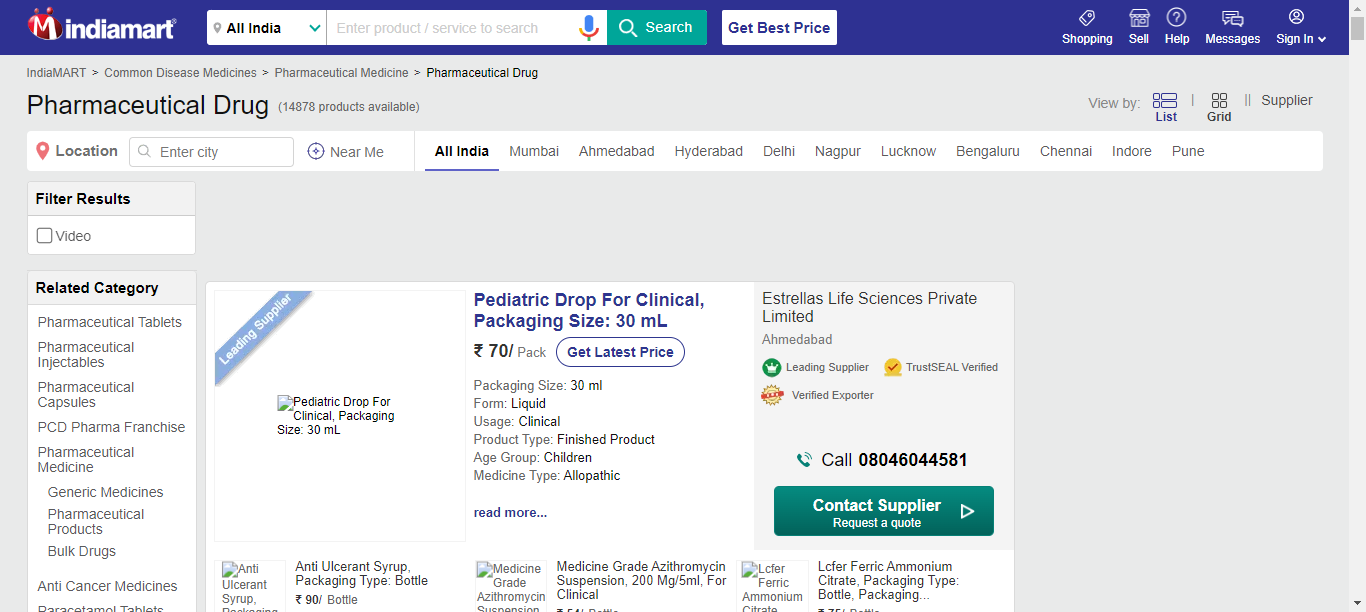 indiamart
All India
Enter product / service to search
Search
Get Best Price
Shopping
Sell
Help
Messages
Sign In
IndiaMART > Common Disease Medicines > Pharmaceutical Medicine > Pharmaceutical Drug
Pharmaceutical Drug (14878 products available)
View by:
List
Grid
Supplier
Location
Enter city
Near Me
All India Mumbai Ahmedabad Hyderabad Delhi Nagpur Lucknow Bengaluru Chennai Indore Pune
Filter Results
Video
Related Category
Pharmaceutical Tablets
Pharmaceutical
Injectables
Pharmaceutical
Capsules
PCD Pharma Franchise
Pharmaceutical
Medicine
Generic Medicines
Pharmaceutical
Products
Bulk Drugs
Anti Cancer Medicines
Paracetamol Tablets
Leading Supplier
Pediatric Drop For
Clinical, Packaging
Size: 30 mL
Pediatric Drop For Clinical,
Packaging Size: 30 mL
₹ 70/ Pack
Get Latest Price
Packaging Size: 30 ml
Form: Liquid
Usage: Clinical
Product Type: Finished Product
Age Group: Children
Medicine Type: Allopathic
read more...
Estrellas Life Sciences Private
Limited
Ahmedabad
Leading Supplier
TrustSEAL Verified
Verified Exporter
Call 08046044581
Contact Supplier
Request a quote
Anti
Ulcerant
Syrup,
Packaging
Anti Ulcerant Syrup,
Packaging Type: Bottle
₹ 90/ Bottle
Medicine
Grade
Azithromycin
Suspension
Medicine Grade Azithromycin
Suspension, 200 Mg/5ml, For
Clinical
₹ 54/ Bottle
Lcfer
Ferric
Ammonium
Citrate
Lcfer Ferric Ammonium
Citrate, Packaging Type:
Bottle, Packaging...
₹ 75/ Bottle